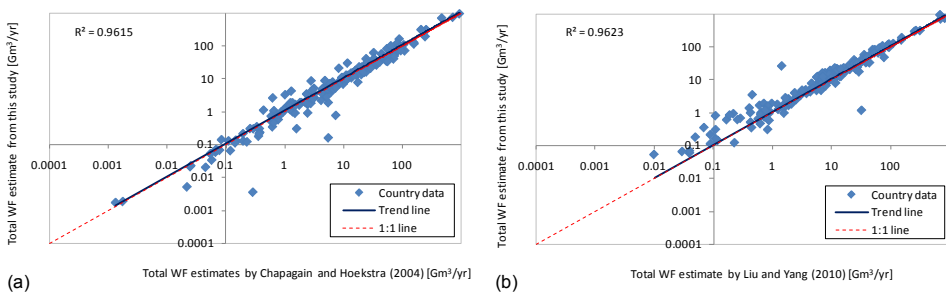 R² = 0.9615
Total WF estimate from this study [Gm³/yr]
100
10
1
0.1
0.01
0.001
0.0001
0.0001 0.001 0.01 0.1 1 10 100
Country data
Trend line
1:1 line
(a)
Total WF estimates by Chapagain and Hoekstra (2004) [Gm³/yr]
R² = 0.9623
Total WF estimate from this study [Gm³/yr]
100
10
1
0.1
0.01
0.001
0.0001
0.0001 0.001 0.01 0.1 1 10 100
Country data
Trend line
1:1 line
(b)
Total WF estimate by Liu and Yang (2010) [Gm³/yr]